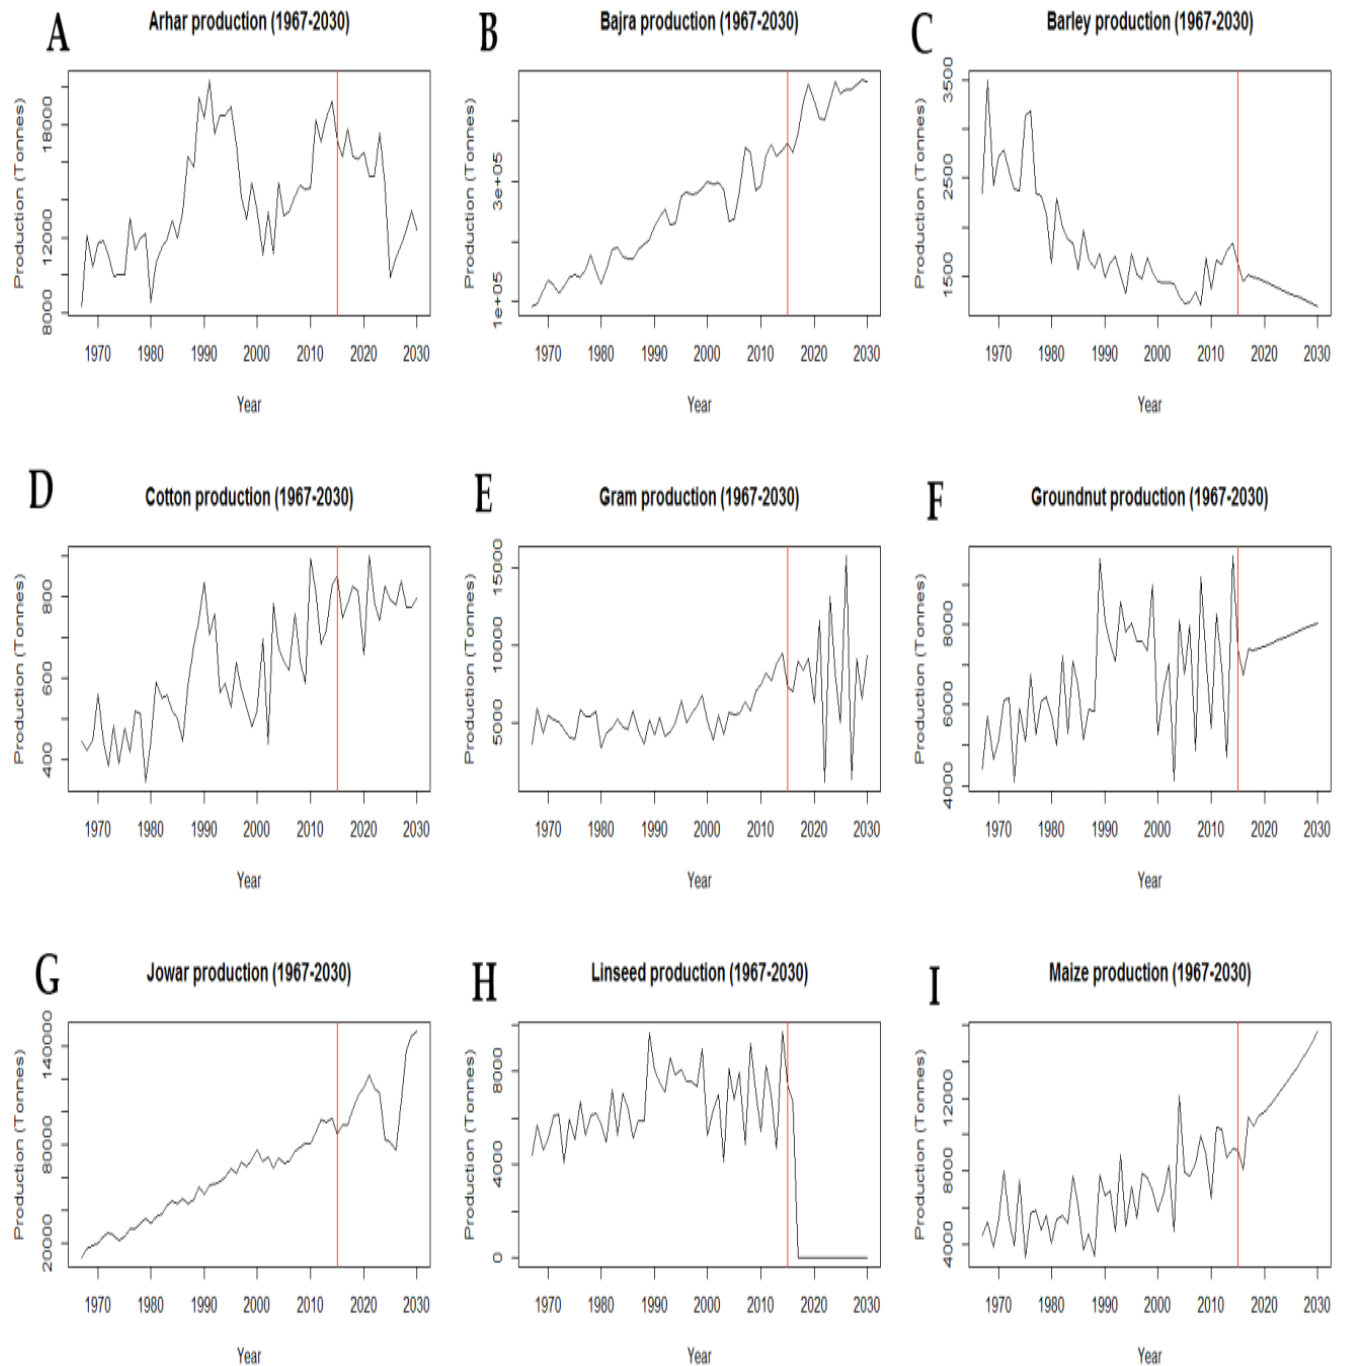 A Arhar production (1967-2030)
Production (Tonnes)
8000 12000 18000
1970 1980 1990 2000 2010 2020 2030
Year
B Bajra production (1967-2030)
Production (Tonnes)
1e+05 3e+05
1970 1980 1990 2000 2010 2020 2030
Year
C Barley production (1967-2030)
Production (Tonnes)
1500 2500 3500
1970 1980 1990 2000 2010 2020 2030
Year
D Cotton production (1967-2030)
Production (Tonnes)
400 600 800
1970 1980 1990 2000 2010 2020 2030
Year
E Gram production (1967-2030)
Production (Tonnes)
5000 10000 15000
1970 1980 1990 2000 2010 2020 2030
Year
F Groundnut production (1967-2030)
Production (Tonnes)
4000 6000 8000
1970 1980 1990 2000 2010 2020 2030
Year
G Jowar production (1967-2030)
Production (Tonnes)
20000 80000 140000
1970 1980 1990 2000 2010 2020 2030
Year
H Linseed production (1967-2030)
Production (Tonnes)
0 4000 8000
1970 1980 1990 2000 2010 2020 2030
Year
I Maize production (1967-2030)
Production (Tonnes)
4000 8000 12000
1970 1980 1990 2000 2010 2020 2030
Year